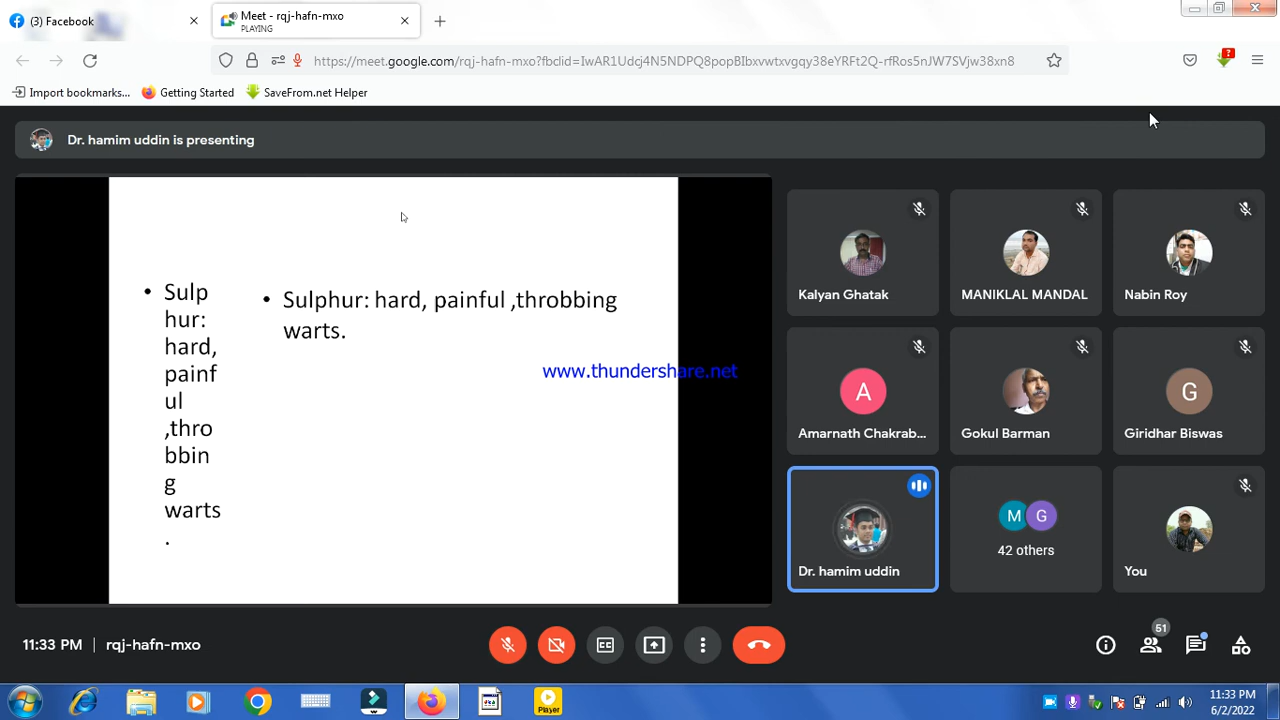 (3) Facebook
Meet - rqj-hafn-mxo
PLAYING
https://meet.google.com/rqj-hafn-mxo?fbclid=IwAR1Udcj4N5NDPQ8popBIbxvwtxvgqy38eYRFt2Q-rfRos5nJW7SVjw38xn8
?
Import bookmarks...
Getting Started
SaveFrom.net Helper
Dr. hamim uddin is presenting
• Sulp
hur:
hard,
painf
ul
,thro
bbin
g
warts
.
• Sulphur: hard, painful ,throbbing
warts.
www.thundershare.net
Kalyan Ghatak
MANIKLAL MANDAL
Nabin Roy
A
Amarnath Chakrab...
Gokul Barman
G
Giridhar Biswas
Dr. hamim uddin
M G
42 others
You
11:33 PM | rqj-hafn-mxo
CC
51
Player
11:33 PM
6/2/2022